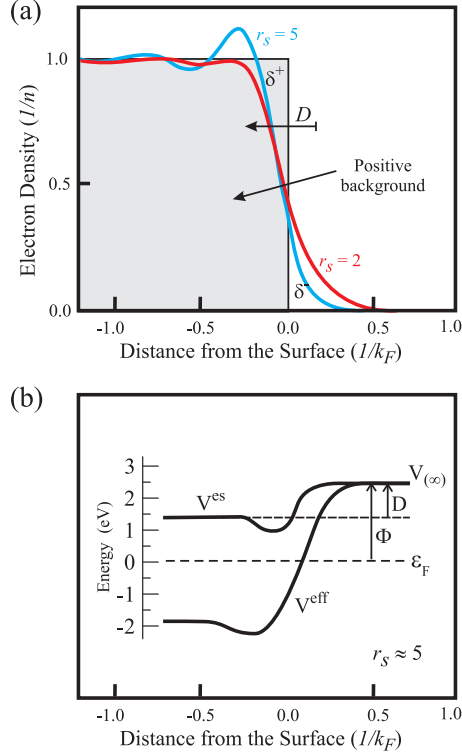 (a)
Electron Density (1/n)
1.0
0.5
0.0
r_s = 5
δ+
D
Positive
background
r_s = 2
δ-
-1.0
-0.5
0.0
0.5
1.0
Distance from the Surface (1/k_F)
(b)
Energy (eV)
3
2
1
0
-1
-2
V^es
V(∞)
D
Φ
ε_F
V^eff
r_s ≈ 5
-1.0
-0.5
0.0
0.5
1.0
Distance from the Surface (1/k_F)